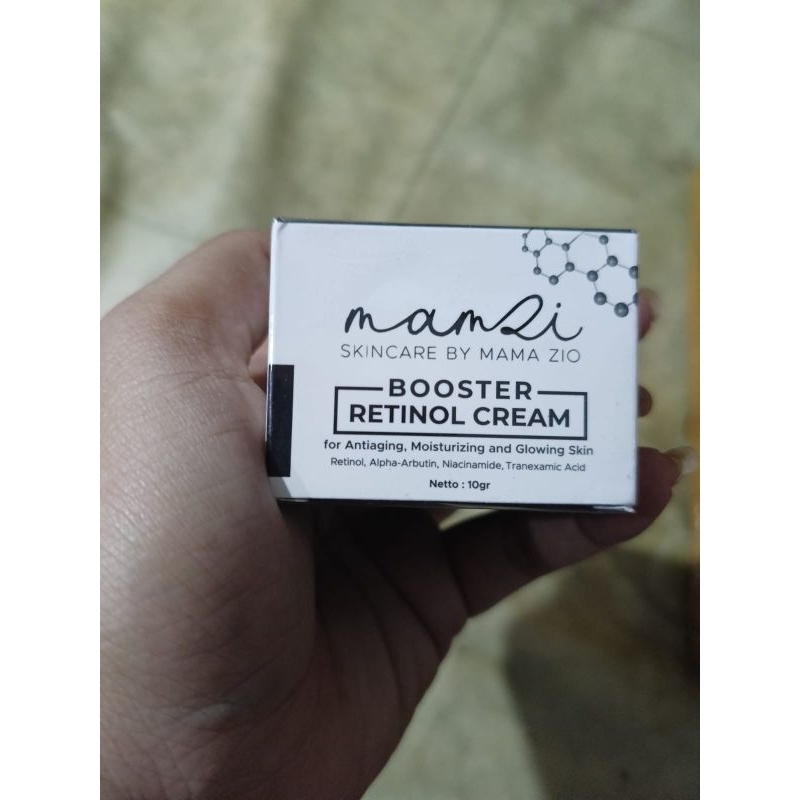 mamzi
SKINCARE BY MAMA ZIO
BOOSTER
RETINOL CREAM
for Antiaging, Moisturizing and Glowing Skin
Retinol, Alpha-Arbutin, Niacinamide, Tranexamic Acid
Netto : 10gr